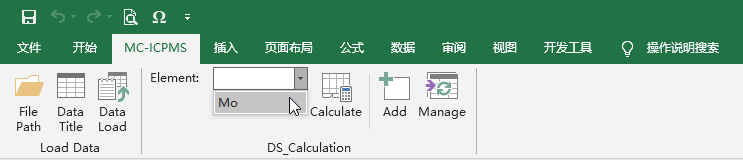 Ω
文件 开始 MC-ICPMS 插入 页面布局 公式 数据 审阅 视图 开发工具 操作说明搜索
Element:
Mo
File Path
Data Title
Data Load
Calculate
Add
Manage
Load Data
DS_Calculation